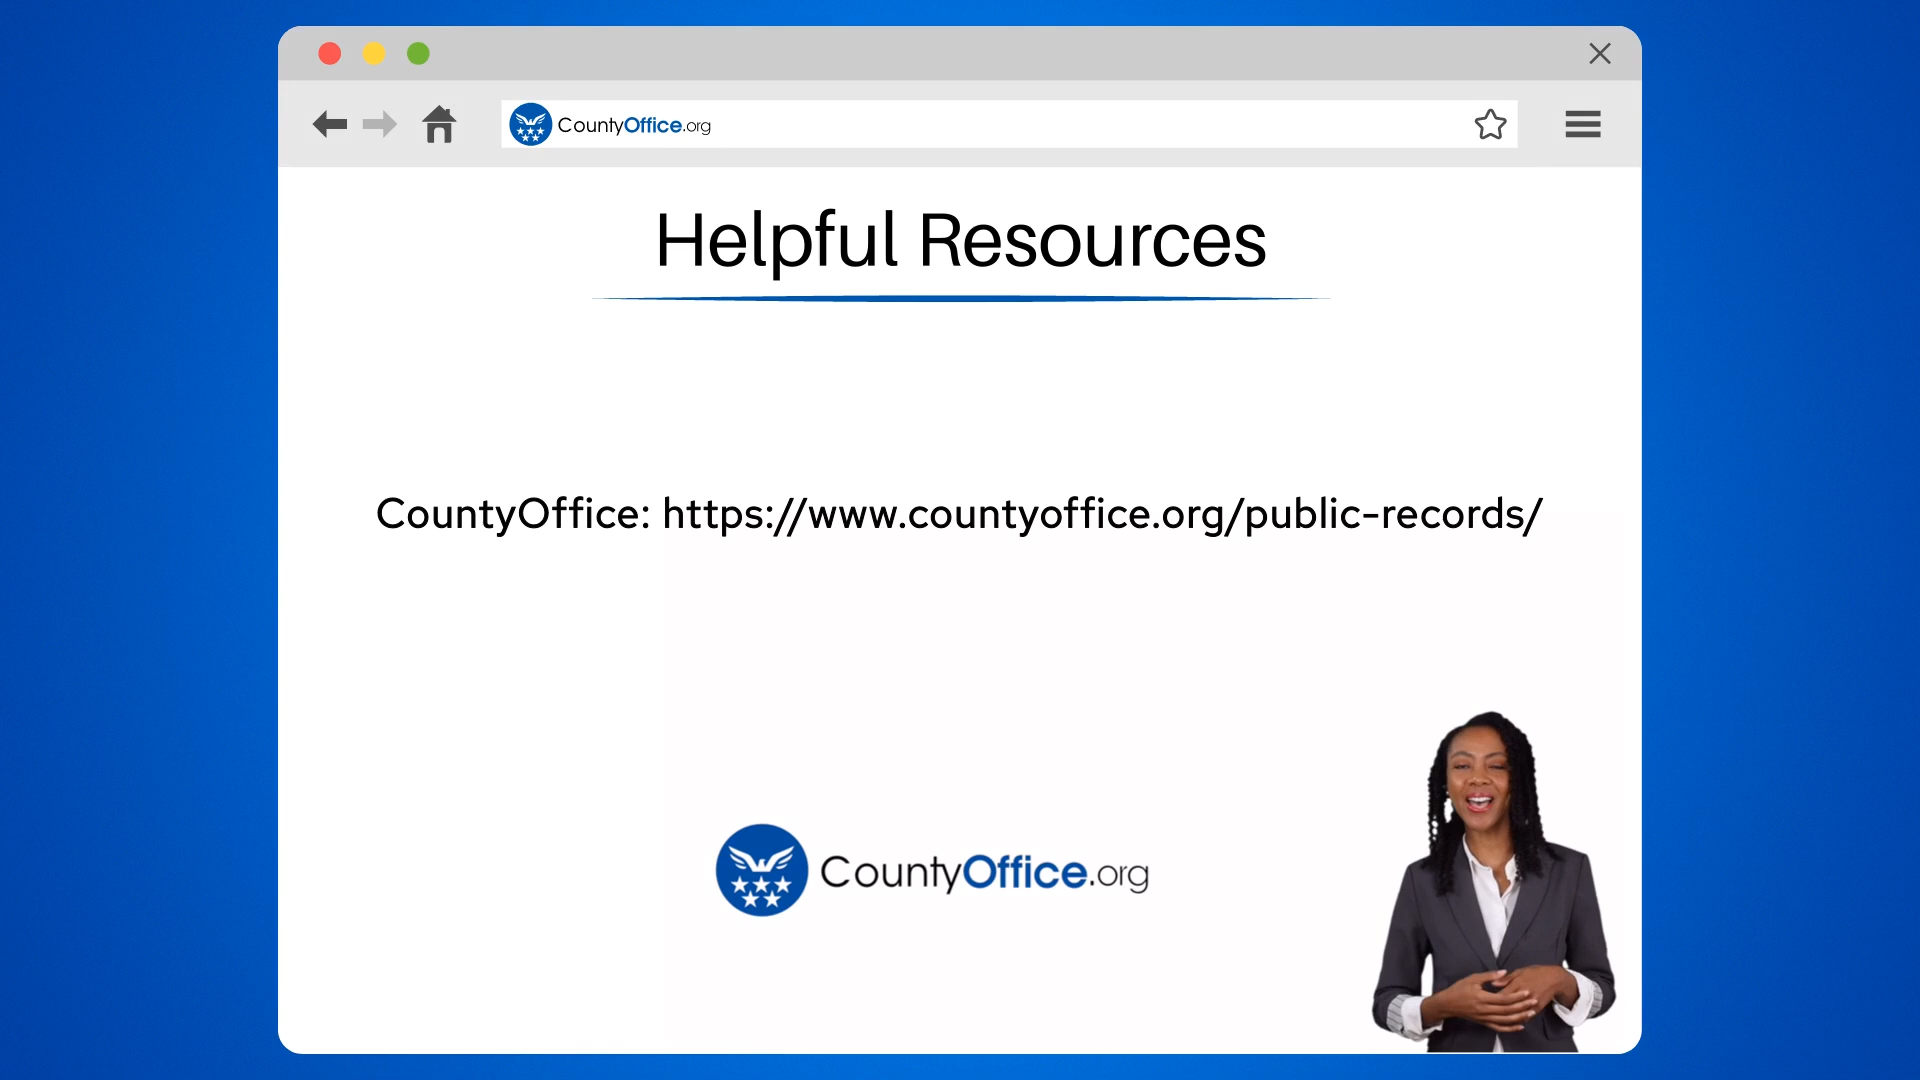 CountyOffice.org
Helpful Resources
CountyOffice: https://www.countyoffice.org/public-records/
CountyOffice.org